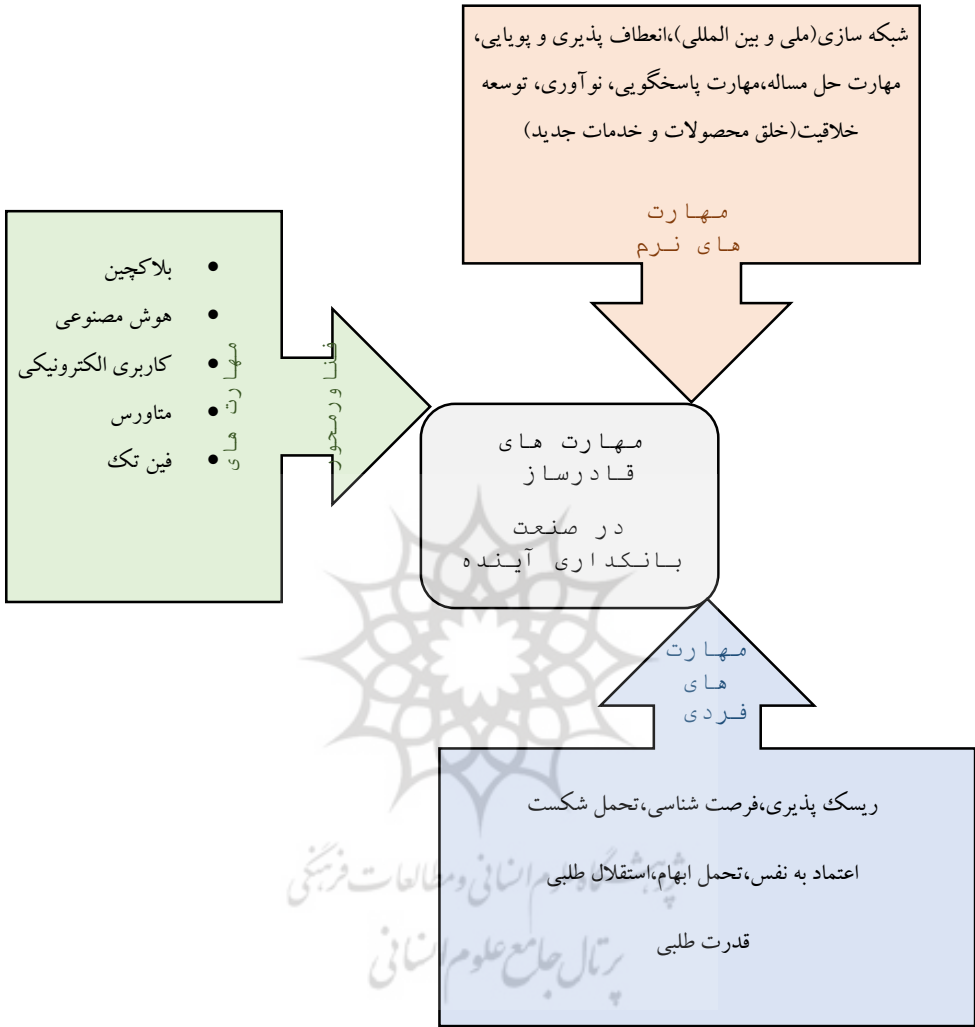 شبکه سازی(ملی و بین المللی)،انعطاف پذیری و پویایی،
مهارت حل مساله،مهارت پاسخگویی، نوآوری، توسعه
خلاقیت(خلق محصولات و خدمات جدید)
مهارت
های نرم
• بلاکچین
• هوش مصنوعی
• کاربری الکترونیکی
• متاورس
• فین تک
مهارت های
فناورمحور
مهارت های
قادرساز
در صنعت
بانکداری آینده
مهارت
های
فردی
ریسک پذیری،فرصت شناسی،تحمل شکست
اعتماد به نفس،تحمل ابهام،استقلال طلبی
قدرت طلبی
پژوهشگاه علوم انسانی و مطالعات فرهنگی
پرتال جامع علوم انسانی